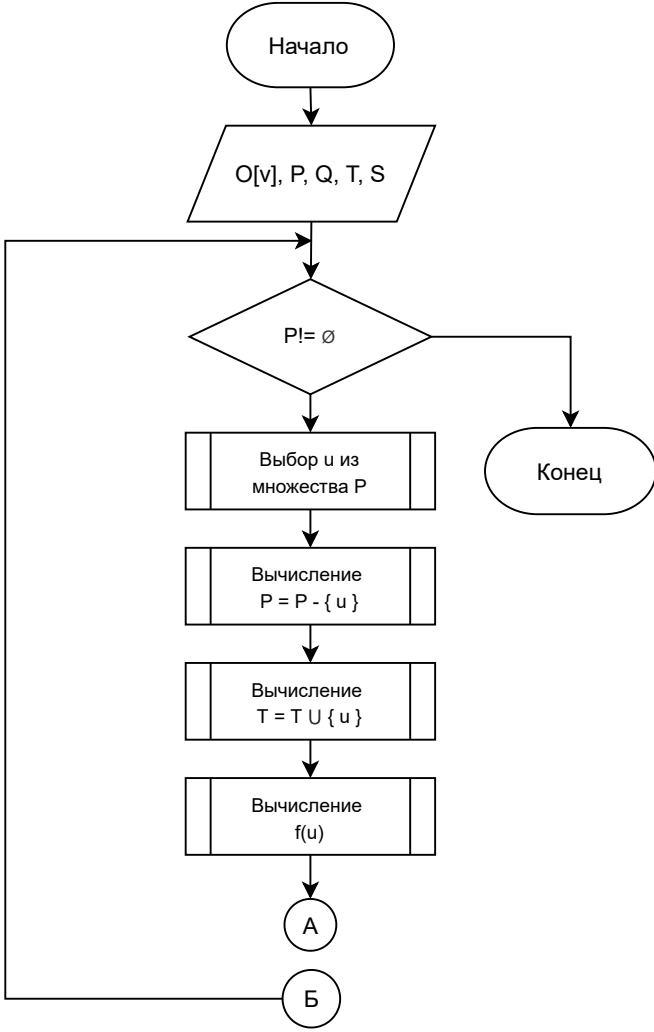 Начало
O[v], P, Q, T, S
P!= ∅
Выбор u из
множества P
Конец
Вычисление
P = P - { u }
Вычисление
T = T ∪ { u }
Вычисление
f(u)
А
Б